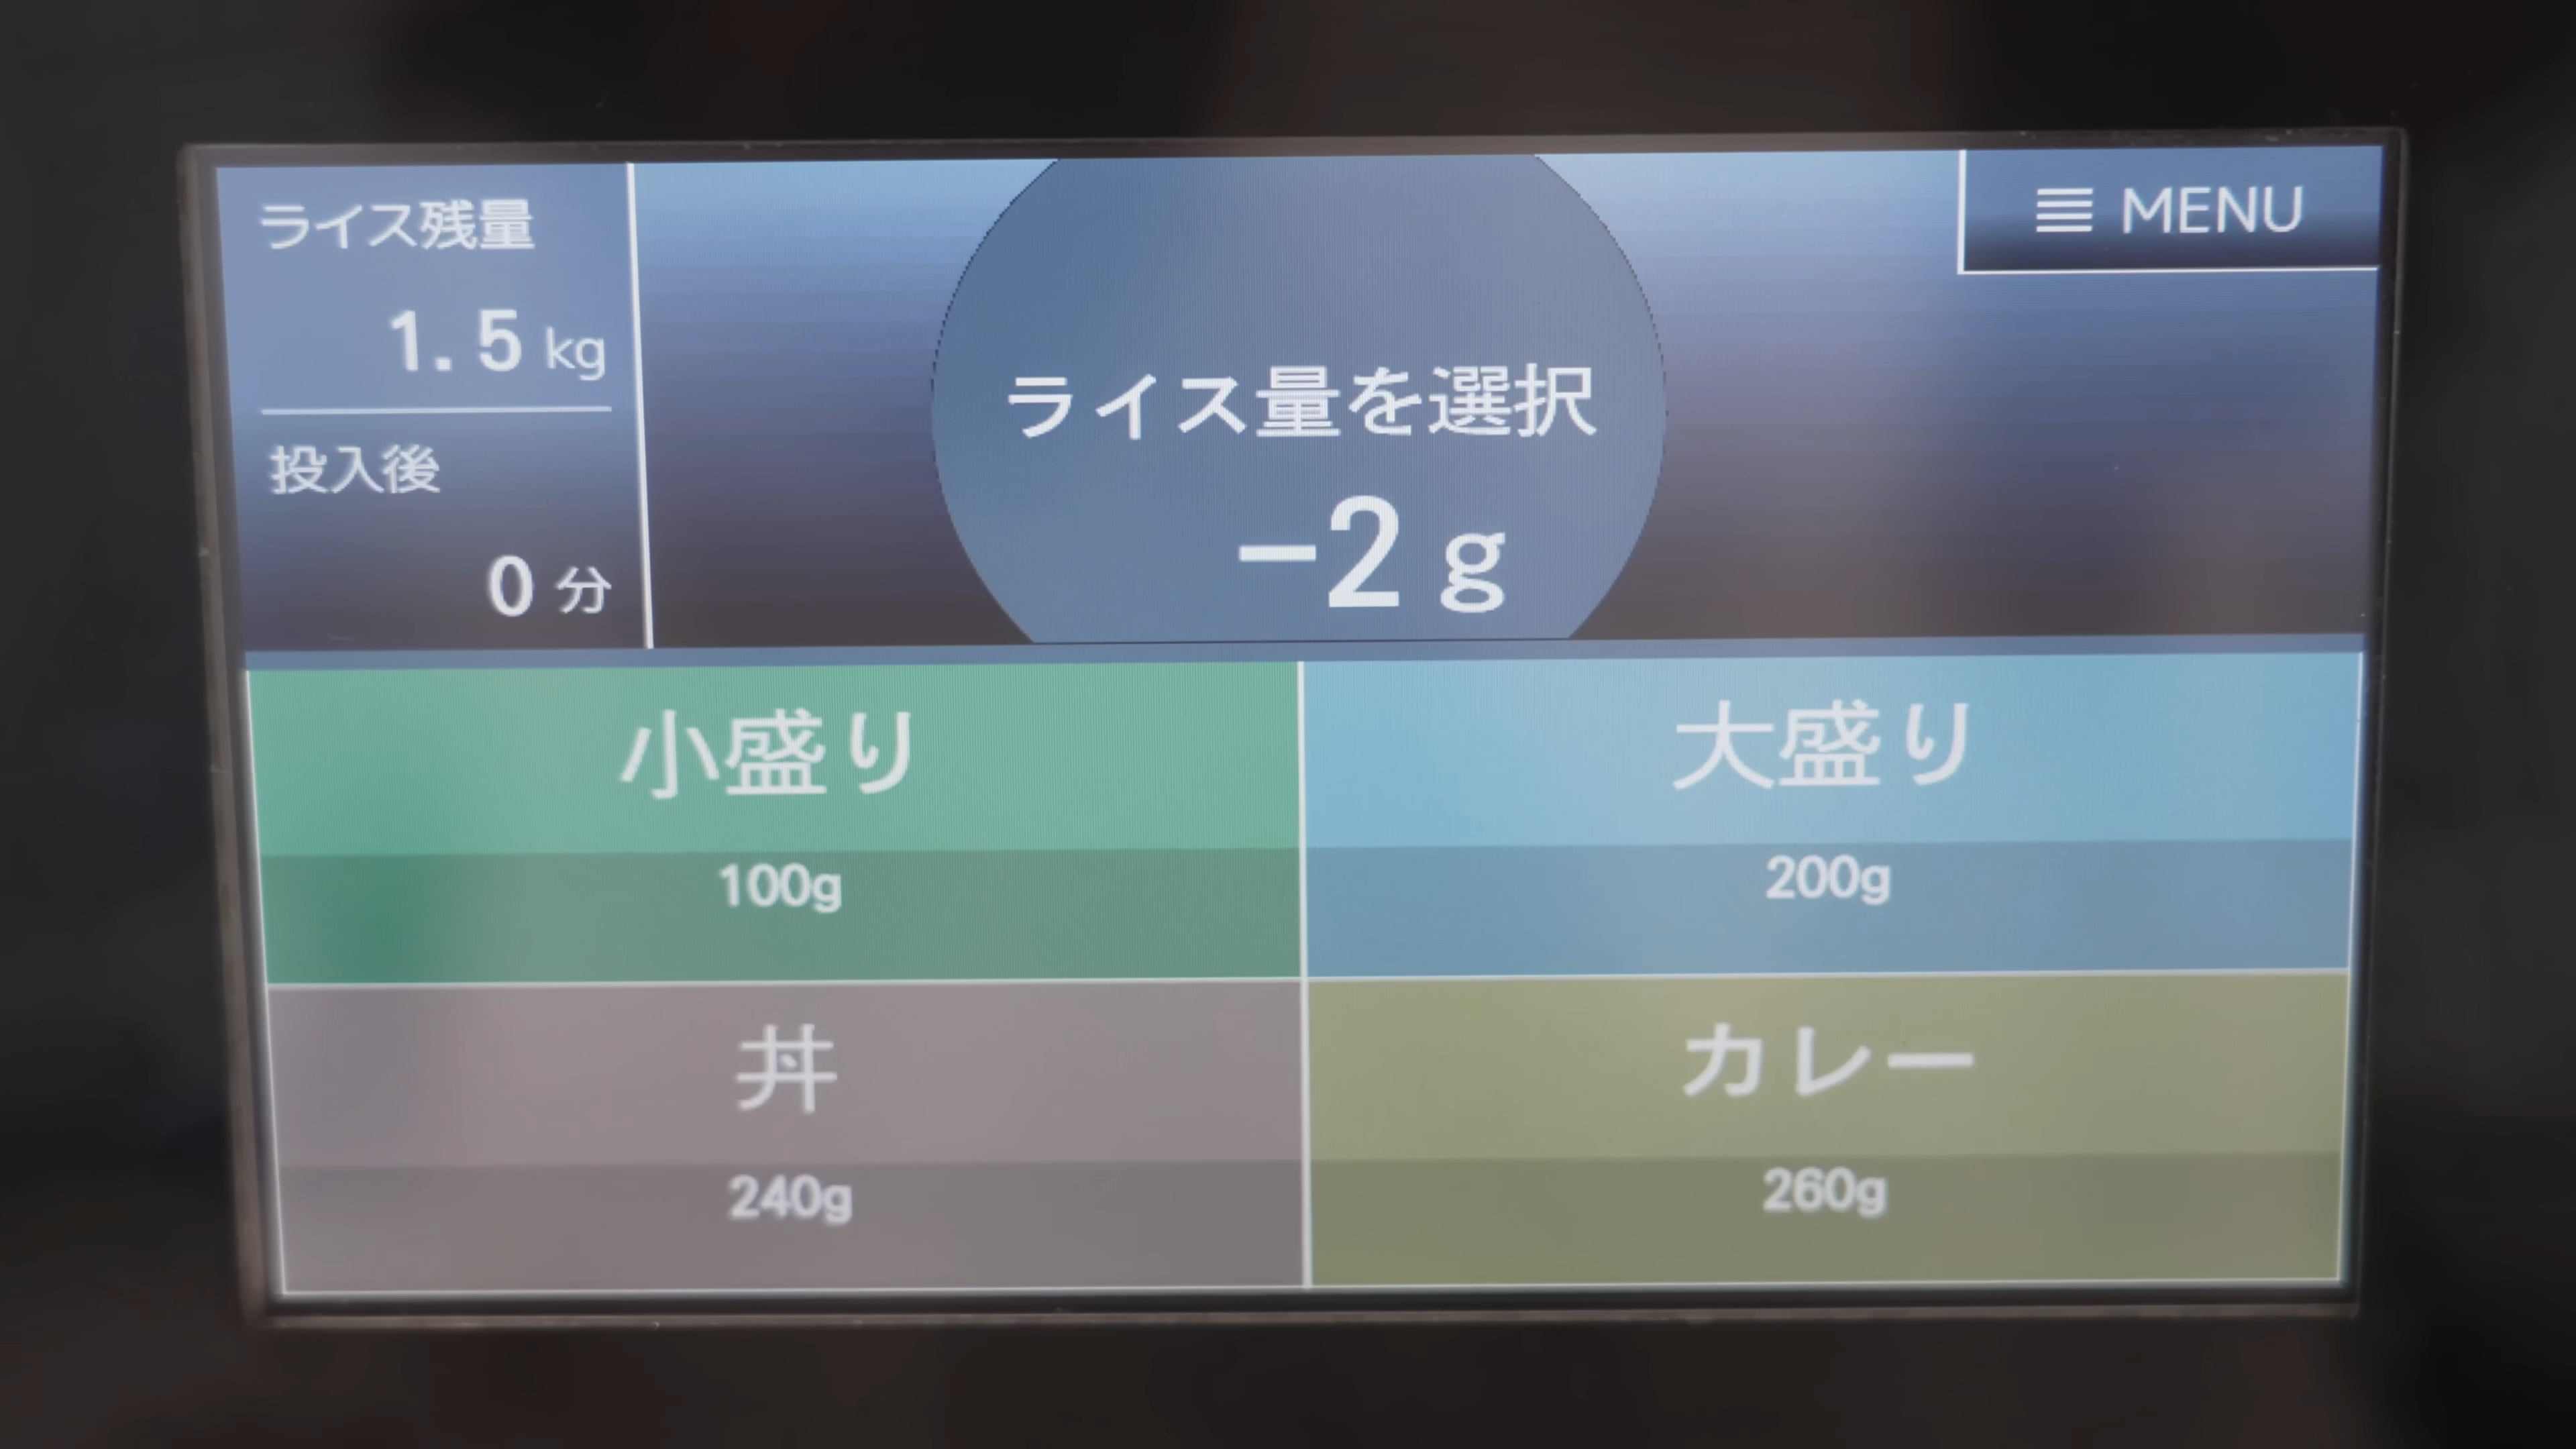 ライス残量
1.5 kg
投入後
0 分
ライス量を選択
-2 g
MENU
小盛り
100g
大盛り
200g
丼
240g
カレー
260g